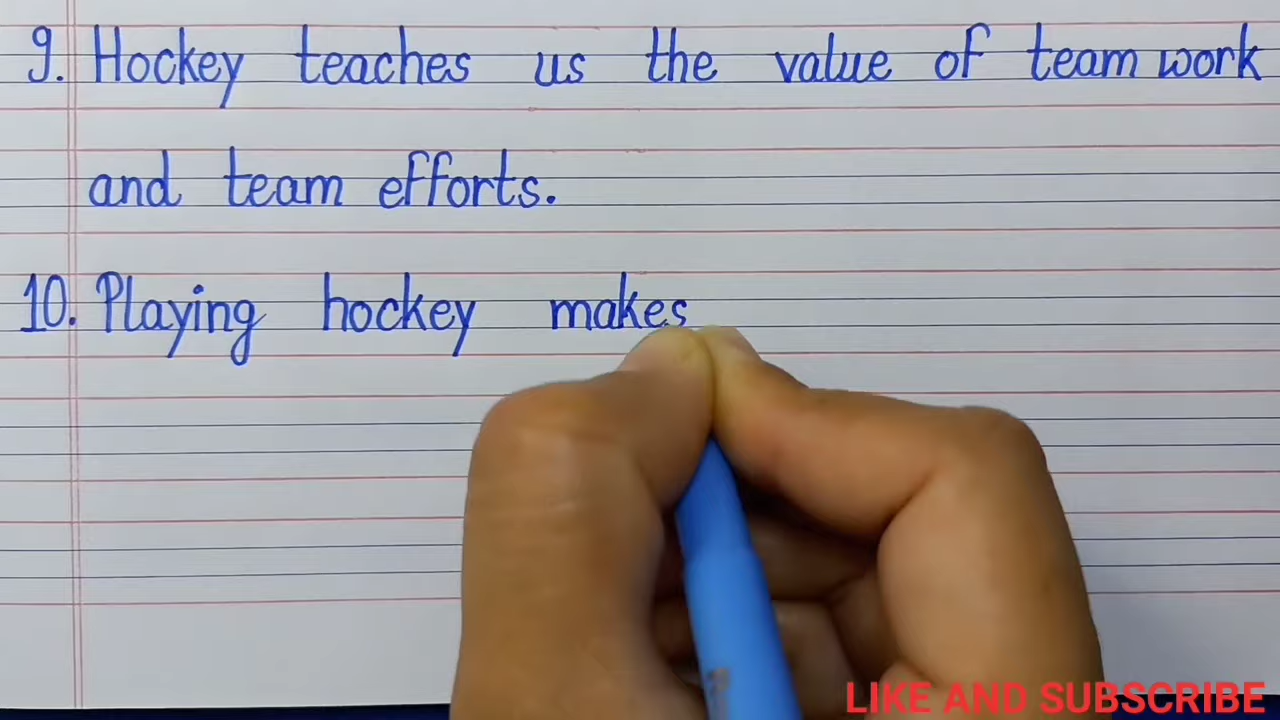 9. Hockey teaches us the value of team work
and team efforts.
10. Playing hockey makes
LIKE AND SUBSCRIBE